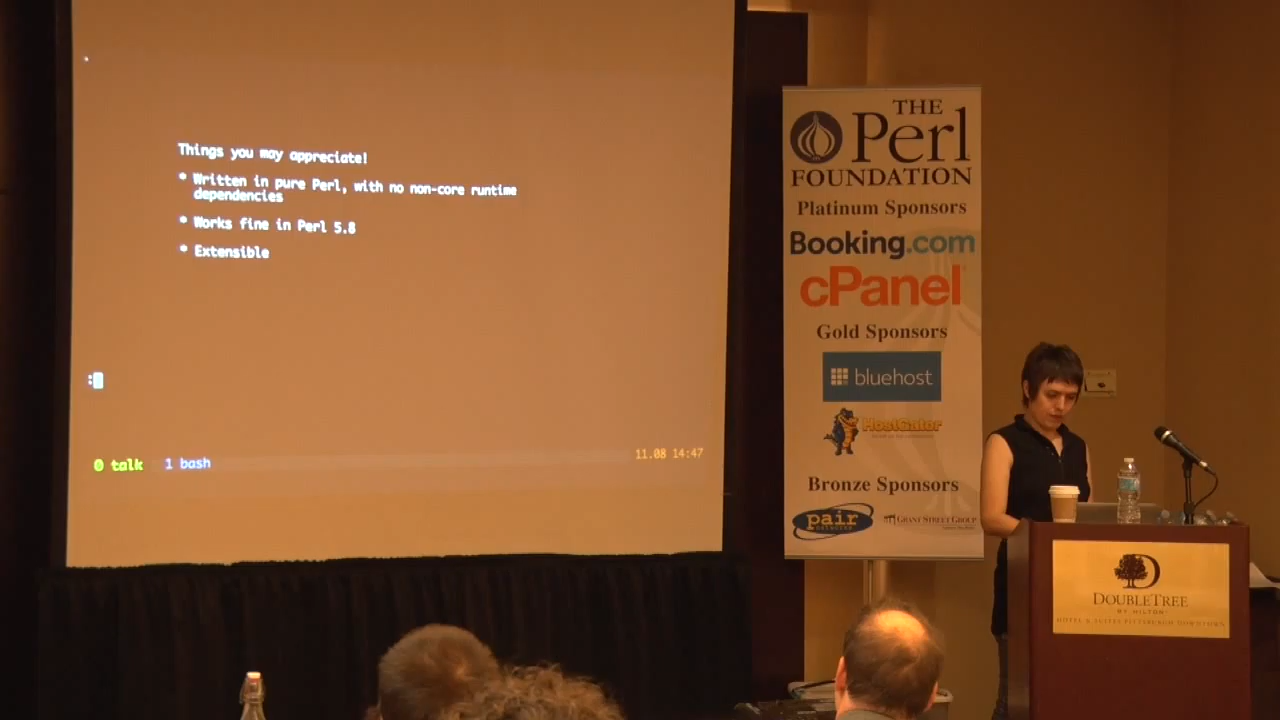 Things you may appreciate!
* Written in pure Perl, with no non-core runtime
dependencies
* Works fine in Perl 5.8
* Extensible
:
0 talk 1 bash
11.08 14:47
THE
Perl
FOUNDATION
Platinum Sponsors
Booking.com
cPanel
Gold Sponsors
bluehost
HostGator
Bronze Sponsors
pair
NETWORKS
GRANT STREET GROUP
D
DOUBLETREE
BY HILTON
HOTEL & SUITES PITTSBURGH DOWNTOWN